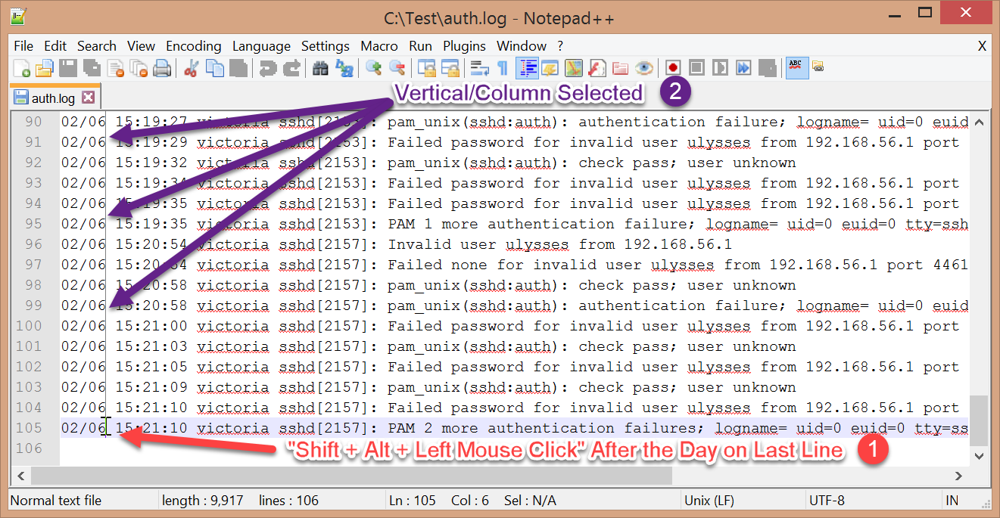 C:\Test\auth.log - Notepad++
File Edit Search View Encoding Language Settings Macro Run Plugins Window ? X
ABC
auth.log
Vertical/Column Selected 2
90 02/06 15:19:27 victoria sshd[2153]: pam_unix(sshd:auth): authentication failure; logname= uid=0 euid
91 02/06 15:19:29 victoria sshd[2153]: Failed password for invalid user ulysses from 192.168.56.1 port
92 02/06 15:19:32 victoria sshd[2153]: pam_unix(sshd:auth): check pass; user unknown
93 02/06 15:19:34 victoria sshd[2153]: Failed password for invalid user ulysses from 192.168.56.1 port
94 02/06 15:19:35 victoria sshd[2153]: Failed password for invalid user ulysses from 192.168.56.1 port
95 02/06 15:19:35 victoria sshd[2153]: PAM 1 more authentication failure; logname= uid=0 euid=0 tty=ssh
96 02/06 15:20:54 victoria sshd[2157]: Invalid user ulysses from 192.168.56.1
97 02/06 15:20:54 victoria sshd[2157]: Failed none for invalid user ulysses from 192.168.56.1 port 4461
98 02/06 15:20:58 victoria sshd[2157]: pam_unix(sshd:auth): check pass; user unknown
99 02/06 15:20:58 victoria sshd[2157]: pam_unix(sshd:auth): authentication failure; logname= uid=0 euid
100 02/06 15:21:00 victoria sshd[2157]: Failed password for invalid user ulysses from 192.168.56.1 port
101 02/06 15:21:03 victoria sshd[2157]: pam_unix(sshd:auth): check pass; user unknown
102 02/06 15:21:05 victoria sshd[2157]: Failed password for invalid user ulysses from 192.168.56.1 port
103 02/06 15:21:09 victoria sshd[2157]: pam_unix(sshd:auth): check pass; user unknown
104 02/06 15:21:10 victoria sshd[2157]: Failed password for invalid user ulysses from 192.168.56.1 port
105 02/06 15:21:10 victoria sshd[2157]: PAM 2 more authentication failures; logname= uid=0 euid=0 tty=ss
106
"Shift + Alt + Left Mouse Click" After the Day on Last Line 1
Normal text file length : 9,917 lines : 106 Ln : 105 Col : 6 Sel : N/A Unix (LF) UTF-8 IN